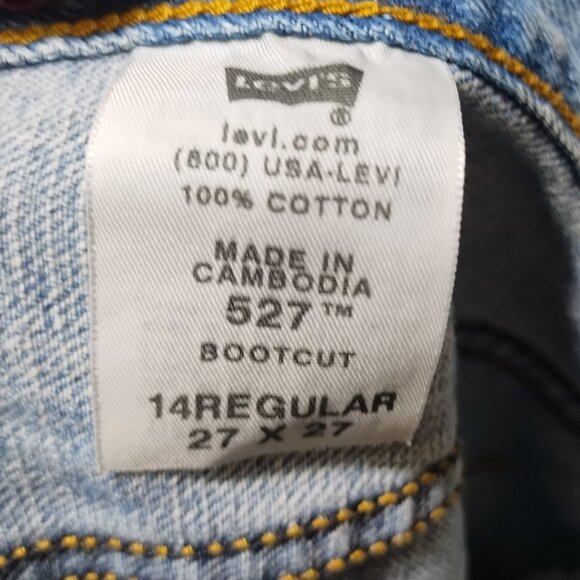 Levi's
®
levi.com
(800) USA-LEVI
100% COTTON
MADE IN
CAMBODIA
527™
BOOTCUT
14REGULAR
27 X 27